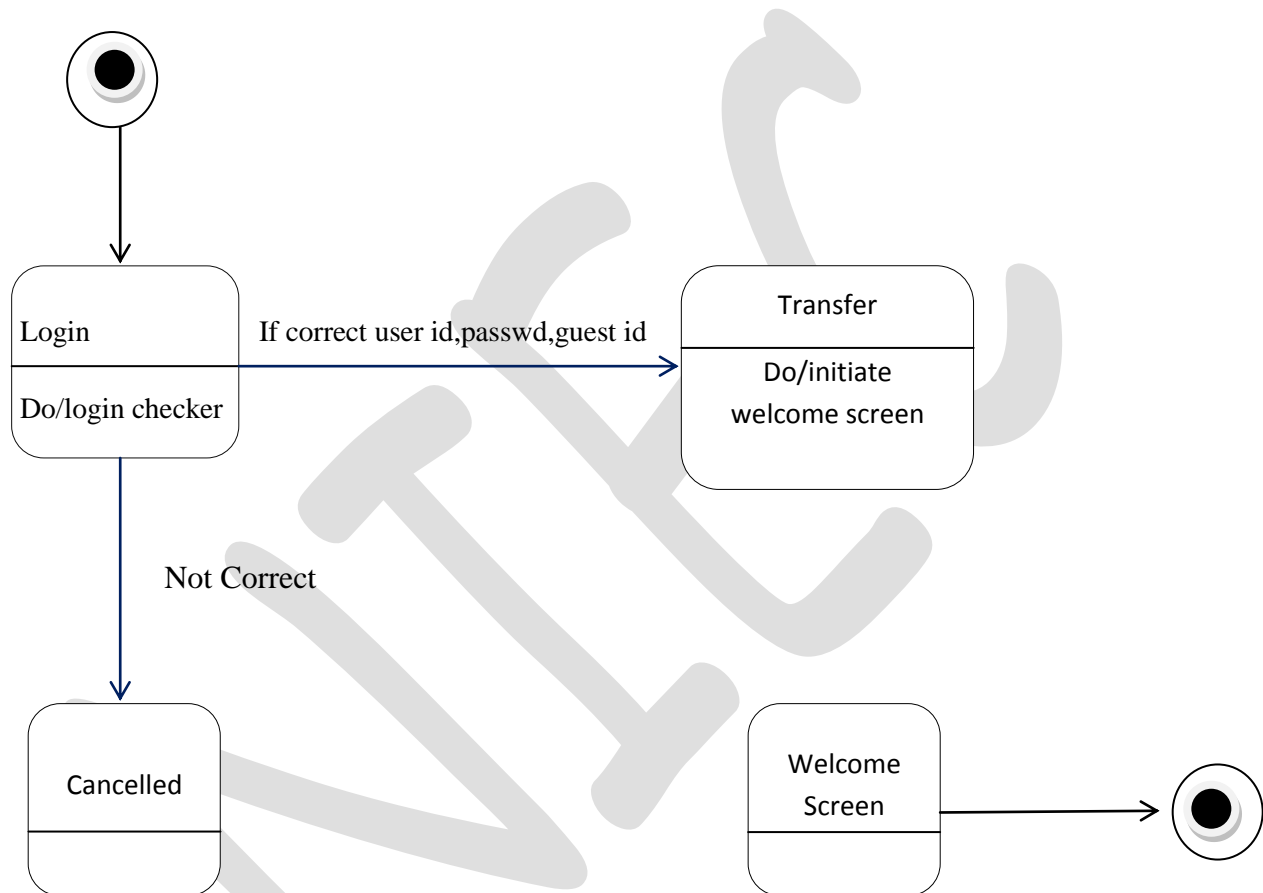 Login
If correct user id,passwd,guest id
Do/login checker
Transfer
Do/initiate
welcome screen
Not Correct
Cancelled
Welcome
Screen